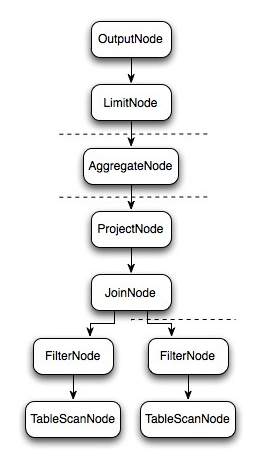 OutputNode
LimitNode
AggregateNode
ProjectNode
JoinNode
FilterNode
FilterNode
TableScanNode
TableScanNode